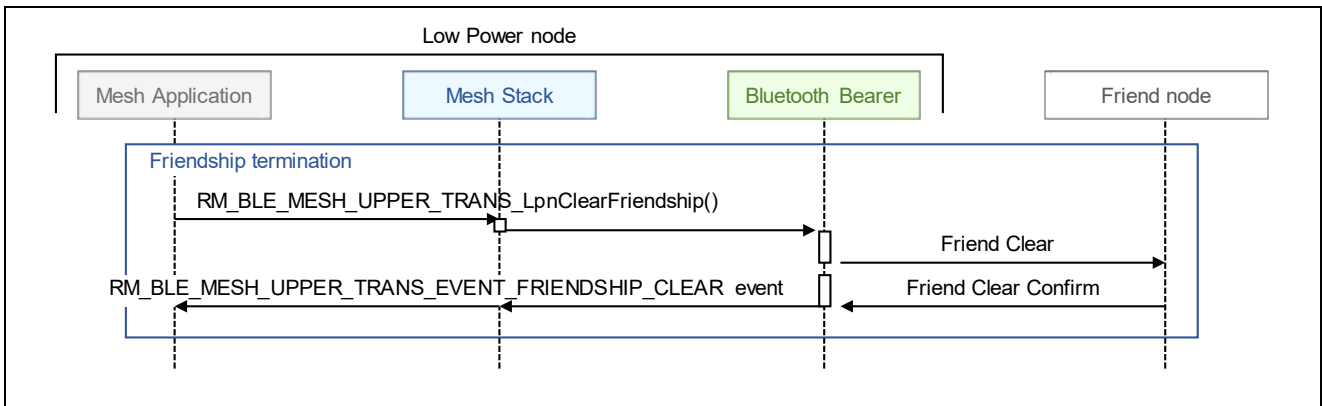 Low Power node
Mesh Application
Mesh Stack
Bluetooth Bearer
Friend node
Friendship termination
RM_BLE_MESH_UPPER_TRANS_LpnClearFriendship()
Friend Clear
RM_BLE_MESH_UPPER_TRANS_EVENT_FRIENDSHIP_CLEAR event
Friend Clear Confirm